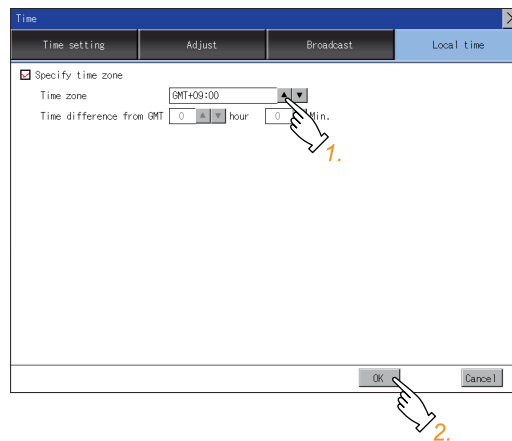 Time
Time setting Adjust Broadcast Local time
Specify time zone
Time zone GMT+09:00 ▲ ▼
Time difference from GMT 0 ▲ ▼ hour 0 Min.
1.
OK Cancel
2.